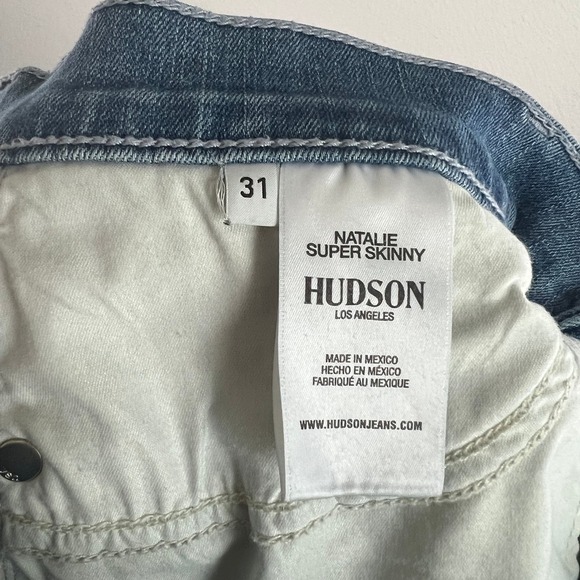 31
NATALIE
SUPER SKINNY
HUDSON
LOS ANGELES
MADE IN MEXICO
HECHO EN MÉXICO
FABRIQUÉ AU MEXIQUE
WWW.HUDSONJEANS.COM